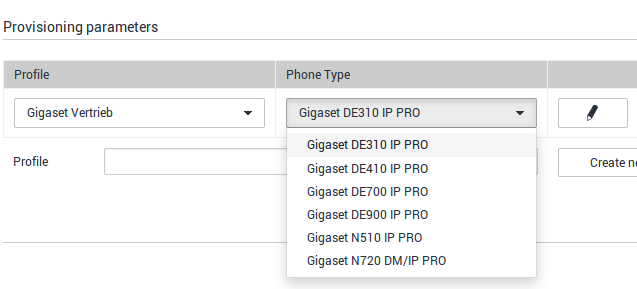 Provisioning parameters
Profile Phone Type
Gigaset Vertrieb Gigaset DE310 IP PRO
Gigaset DE310 IP PRO
Profile Create ne
Gigaset DE410 IP PRO
Gigaset DE700 IP PRO
Gigaset DE900 IP PRO
Gigaset N510 IP PRO
Gigaset N720 DM/IP PRO